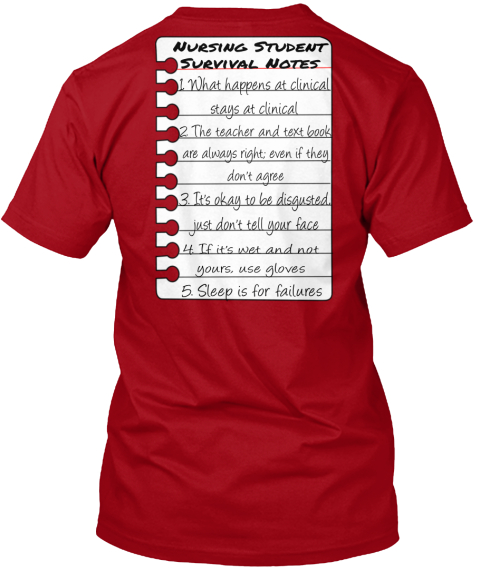 Nursing Student
Survival Notes
1. What happens at clinical
stays at clinical
2. The teacher and text book
are always right; even if they
don't agree
3. It's okay to be disgusted,
just don't tell your face
4. If it's wet and not
yours, use gloves
5. Sleep is for failures